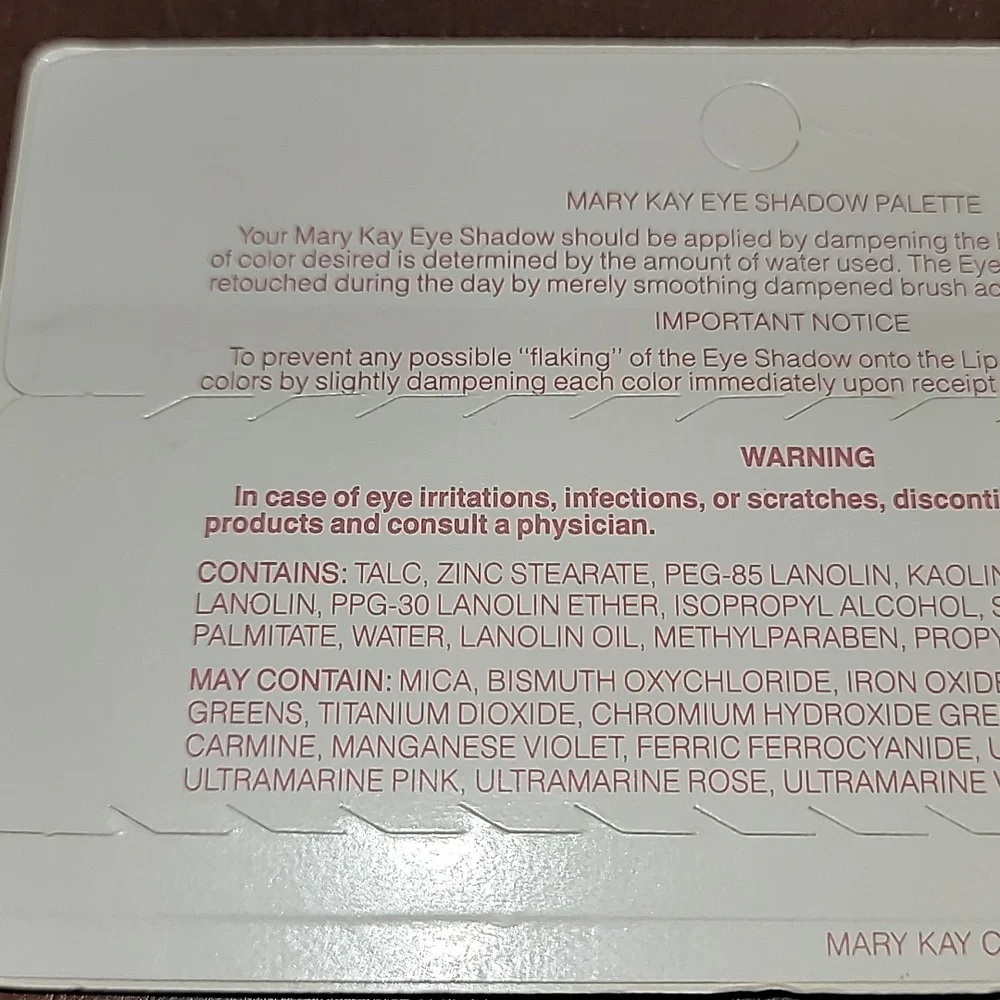 MARY KAY EYE SHADOW PALETTE
Your Mary Kay Eye Shadow should be applied by dampening the
of color desired is determined by the amount of water used. The Eye
retouched during the day by merely smoothing dampened brush
IMPORTANT NOTICE
To prevent any possible “flaking” of the Eye Shadow onto the Lip
colors by slightly dampening each color immediately upon receipt
WARNING
In case of eye irritations, infections, or scratches,
products and consult a physician.
CONTAINS: TALC, ZINC STEARATE, PEG-85 LANOLIN, KAOLIN
LANOLIN, PPG-30 LANOLIN ETHER, ISOPROPYL ALCOHOL,
PALMITATE, WATER, LANOLIN OIL, METHYLPARABEN,
MAY CONTAIN: MICA, BISMUTH OXYCHLORIDE, IRON OXIDE
GREENS, TITANIUM DIOXIDE, CHROMIUM HYDROXIDE
CARMINE, MANGANESE VIOLET, FERRIC FERROCYANIDE,
ULTRAMARINE PINK, ULTRAMARINE ROSE, ULTRAMARINE
MARY KAY